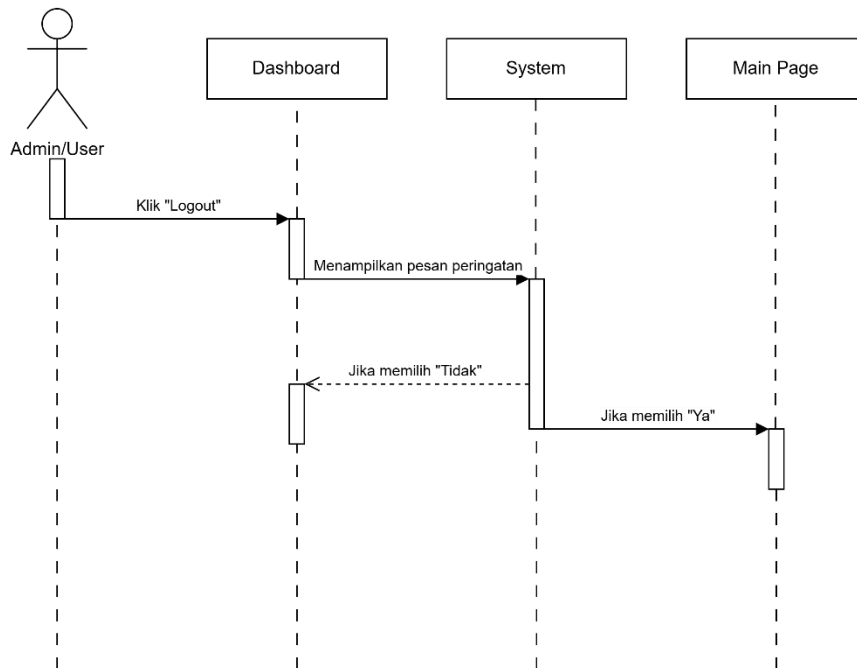 Dashboard
System
Main Page
Admin/User
Klik "Logout"
Menampilkan pesan peringatan
Jika memilih "Tidak"
Jika memilih "Ya"